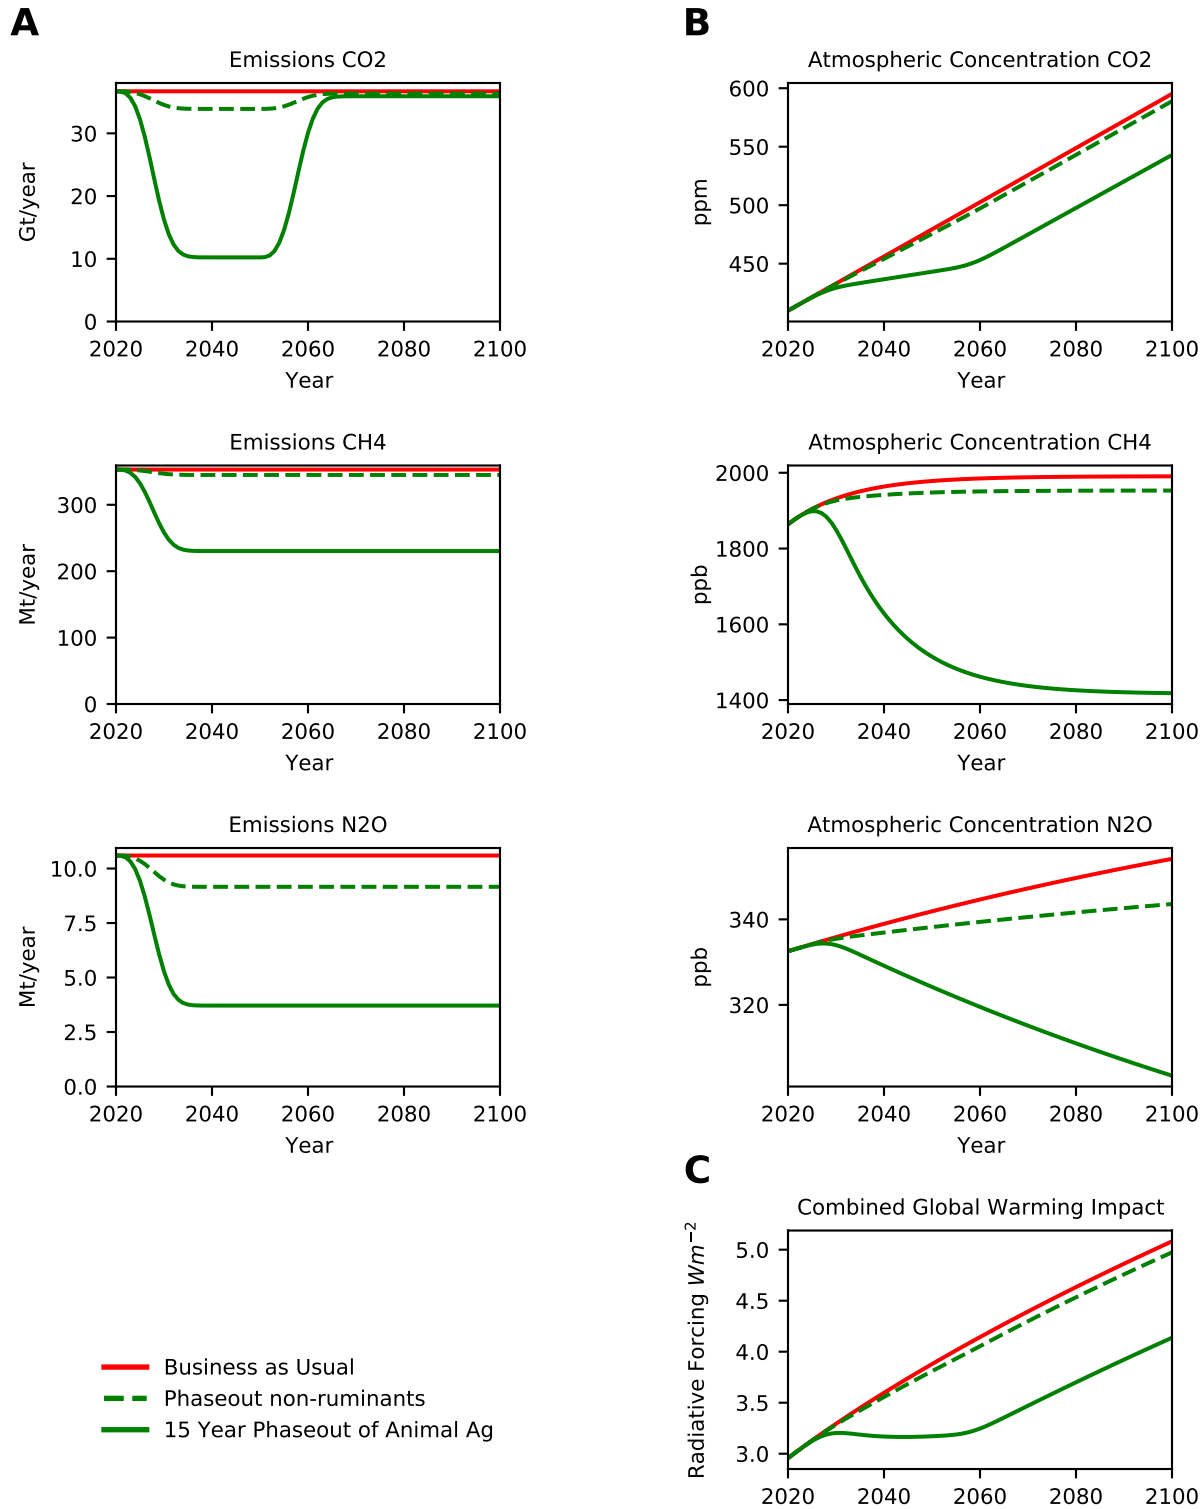 A
Emissions CO2
Gt/year
30
20
10
0
2020 2040 2060 2080 2100
Year
Emissions CH4
Mt/year
300
200
100
0
2020 2040 2060 2080 2100
Year
Emissions N2O
Mt/year
10.0
7.5
5.0
2.5
0.0
2020 2040 2060 2080 2100
Year
Business as Usual
Phaseout non-ruminants
15 Year Phaseout of Animal Ag
B
Atmospheric Concentration CO2
ppm
600
550
500
450
2020 2040 2060 2080 2100
Year
Atmospheric Concentration CH4
ppb
2000
1800
1600
1400
2020 2040 2060 2080 2100
Year
Atmospheric Concentration N2O
ppb
340
320
2020 2040 2060 2080 2100
Year
C
Combined Global Warming Impact
Radiative Forcing Wm⁻²
5.0
4.5
4.0
3.5
3.0
2020 2040 2060 2080 2100